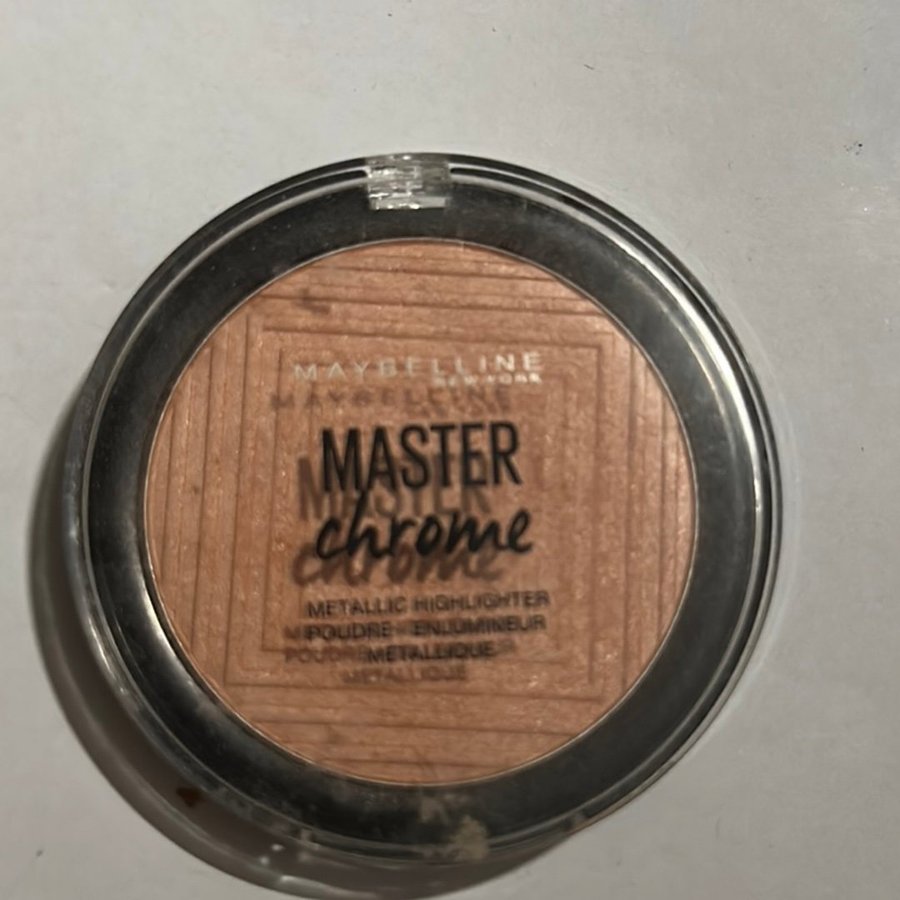 MAYBELLINE
NEW YORK
MASTER
chrome
METALLIC HIGHLIGHTER
POUDRE ENLUMINEUR
MÉTALLIQUE